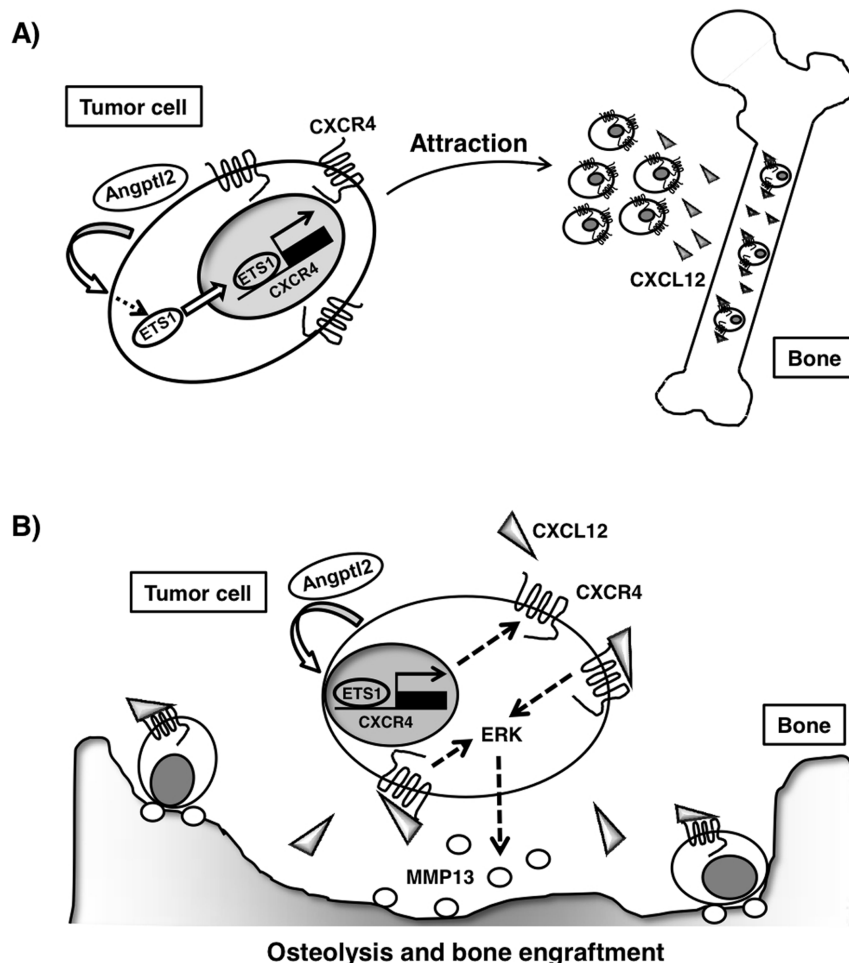 A)
Tumor cell
CXCR4
Attraction
Angptl2
ETS1
CXCR4
ETS1
CXCL12
Bone
B)
CXCL12
Tumor cell
Angptl2
CXCR4
ETS1
CXCR4
ERK
Bone
MMP13
Osteolysis and bone engraftment